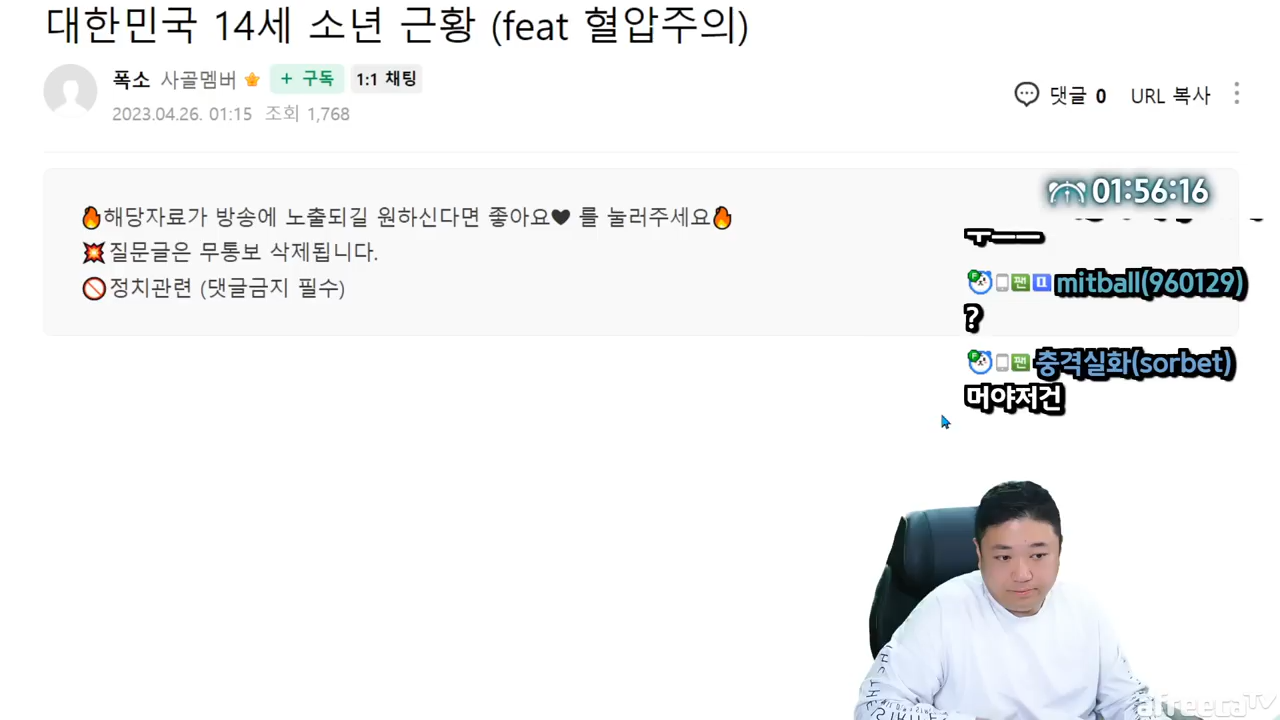 대한민국 14세 소년 근황 (feat 혈압주의)
폭소 사골멤버 + 구독 1:1 채팅
2023.04.26. 01:15 조회 1,768
댓글 0 URL 복사
🔥해당자료가 방송에 노출되길 원하신다면 좋아요🖤 를 눌러주세요🔥
💥질문글은 무통보 삭제됩니다.
🚫정치관련 (댓글금지 필수)
01:56:16
ㅜㅡㅡ
팬 mitball(960129)
?
팬 충격실화(sorbet)
머야저건
afreecaTV